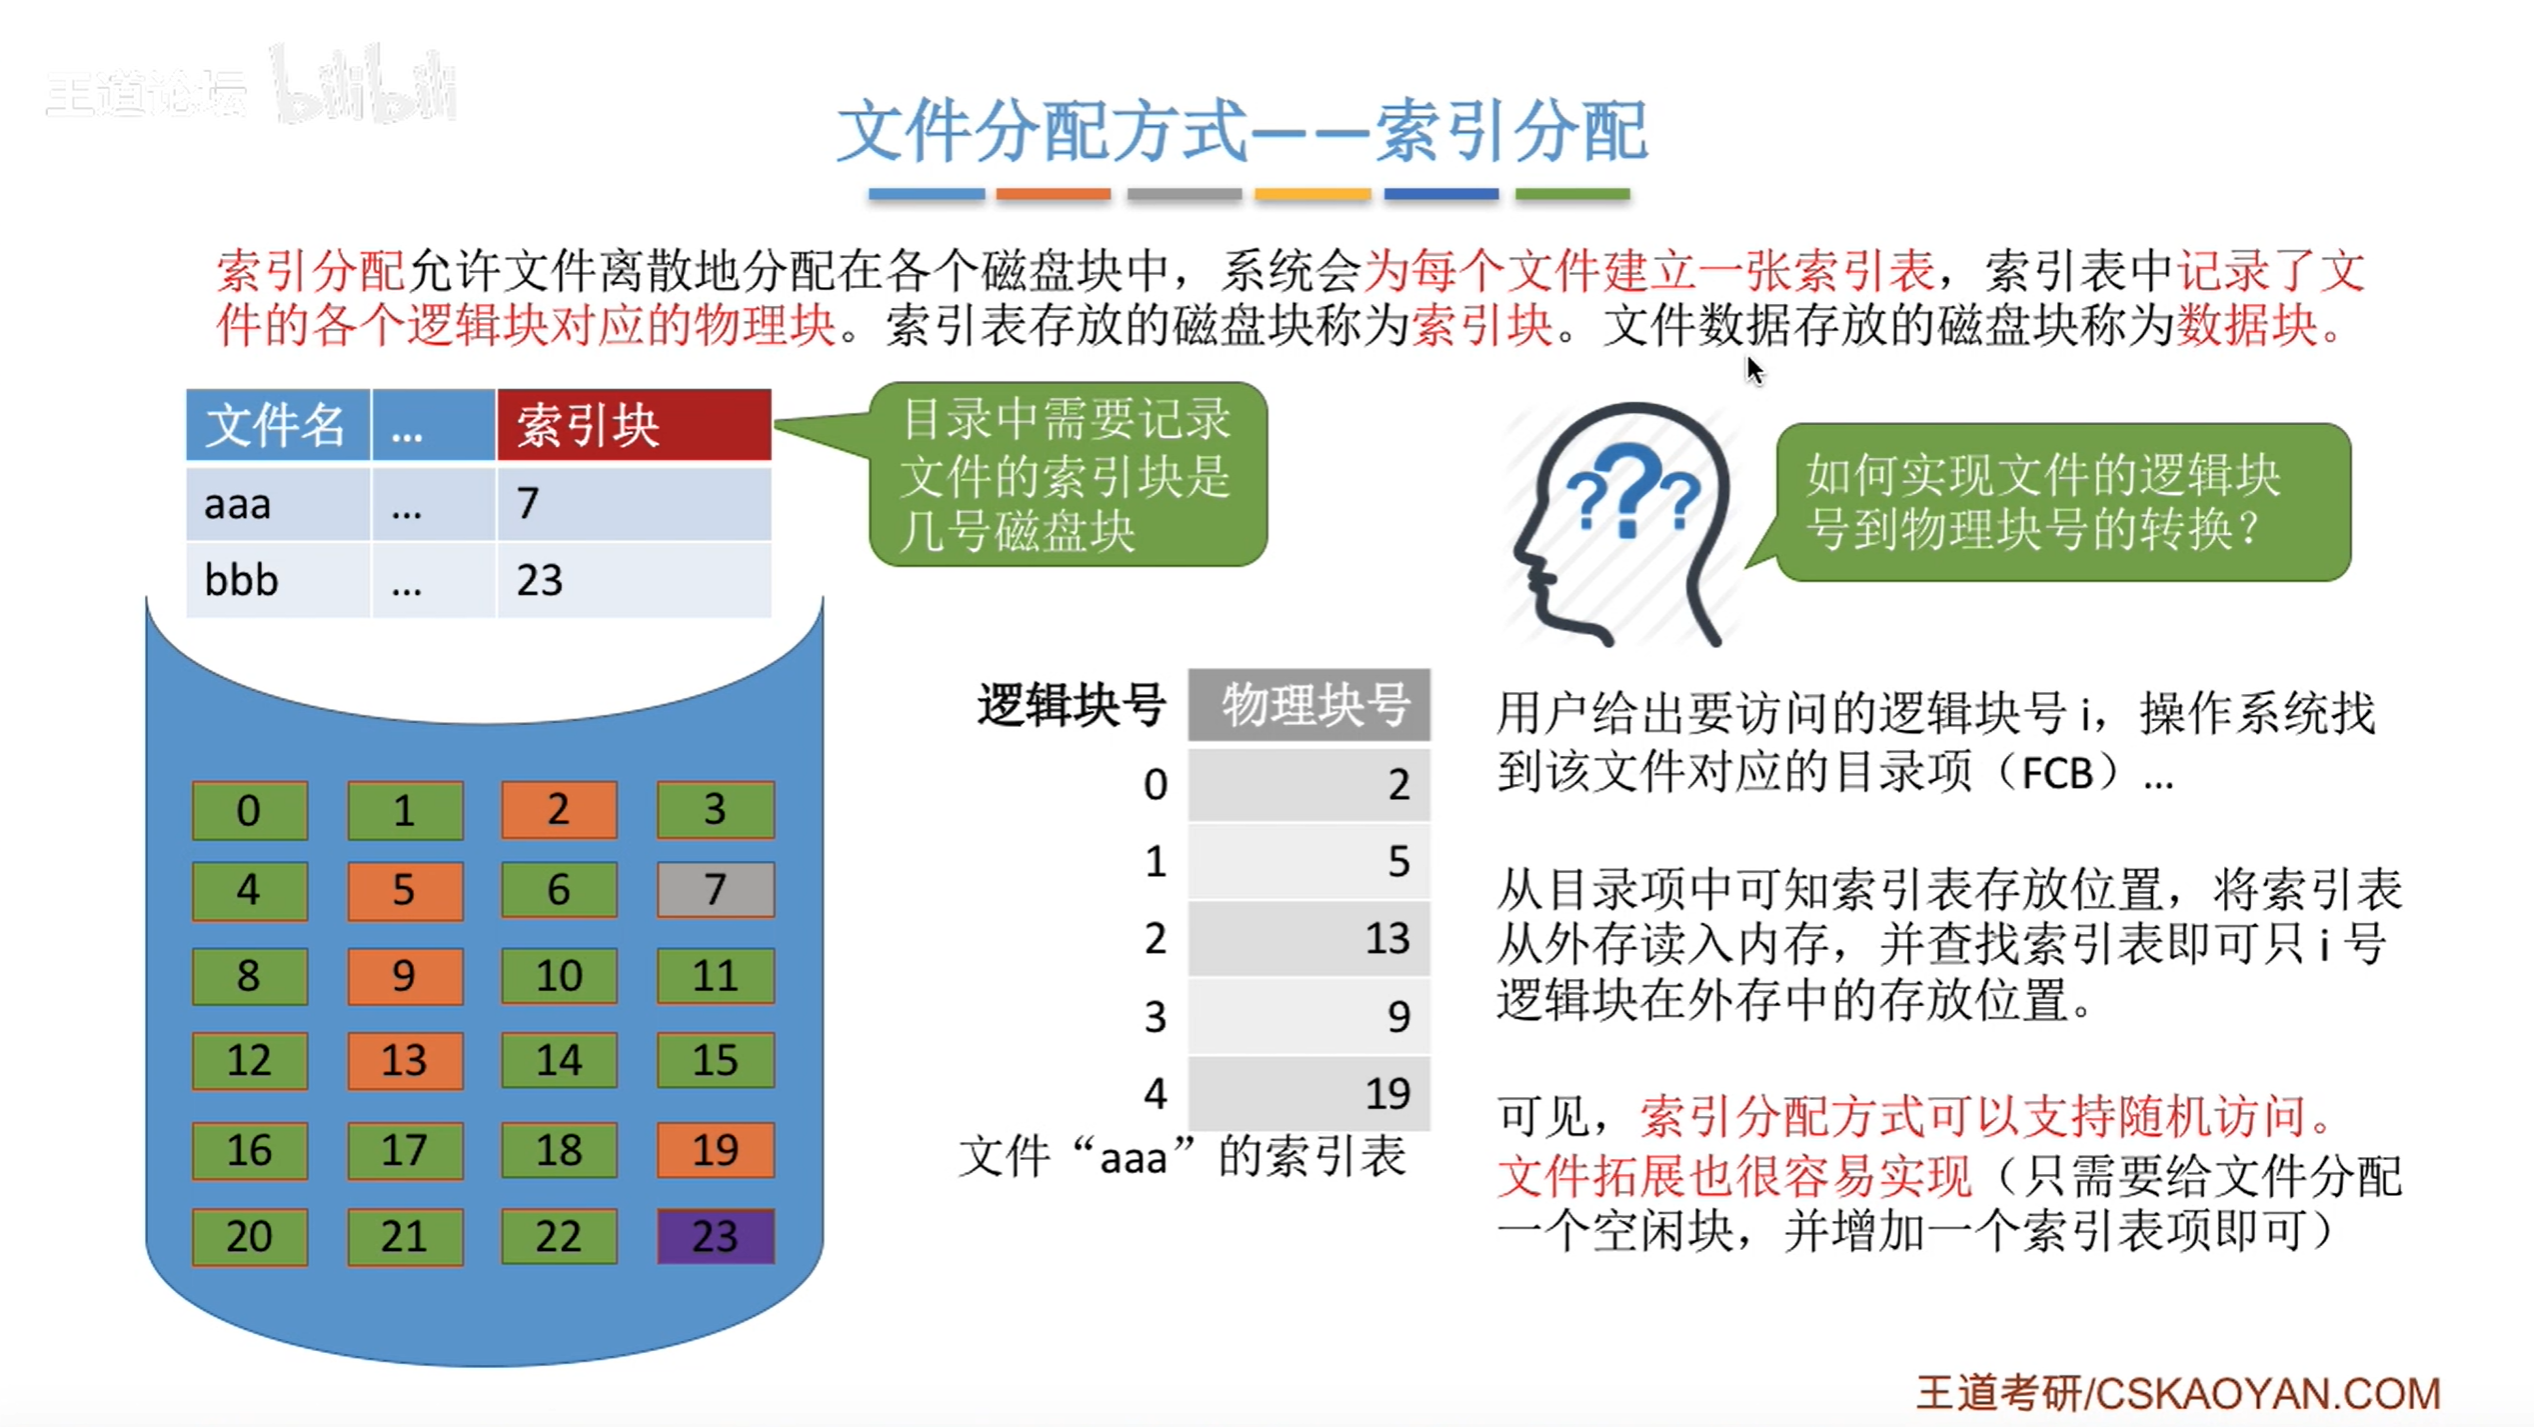 王道论坛 bilibili
文件分配方式——索引分配
索引分配允许文件离散地分配在各个磁盘块中，系统会为每个文件建立一张索引表，索引表中记录了文
件的各个逻辑块对应的物理块。索引表存放的磁盘块称为索引块。文件数据存放的磁盘块称为数据块。
文件名 ... 索引块
aaa ... 7
bbb ... 23
目录中需要记录
文件的索引块是
几号磁盘块
???
如何实现文件的逻辑块
号到物理块号的转换？
0 1 2 3
4 5 6 7
8 9 10 11
12 13 14 15
16 17 18 19
20 21 22 23
逻辑块号 物理块号
0 2
1 5
2 13
3 9
4 19
文件“aaa”的索引表
用户给出要访问的逻辑块号 i，操作系统找
到该文件对应的目录项（FCB）...
从目录项中可知索引表存放位置，将索引表
从外存读入内存，并查找索引表即可只 i 号
逻辑块在外存中的存放位置。
可见，索引分配方式可以支持随机访问。
文件拓展也很容易实现（只需要给文件分配
一个空闲块，并增加一个索引表项即可）
王道考研/CSKAOYAN.COM